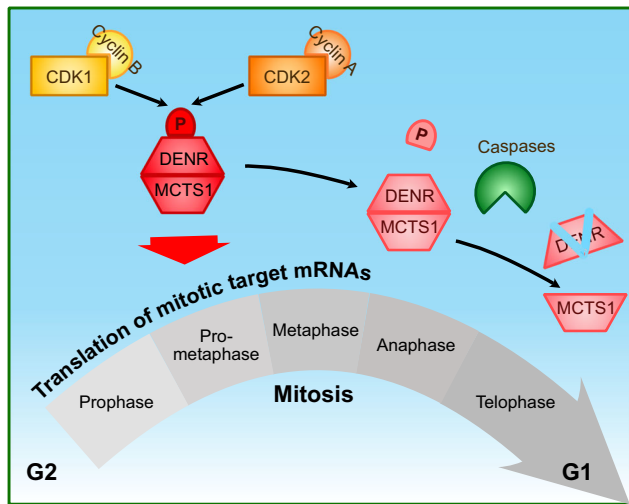 Cyclin B
CDK1
Cyclin A
CDK2
P
DENR
MCTS1
P
DENR
MCTS1
Caspases
DENR
MCTS1
Translation of mitotic target mRNAs
Prophase
Pro-
metaphase
Metaphase
Anaphase
Telophase
Mitosis
G2
G1